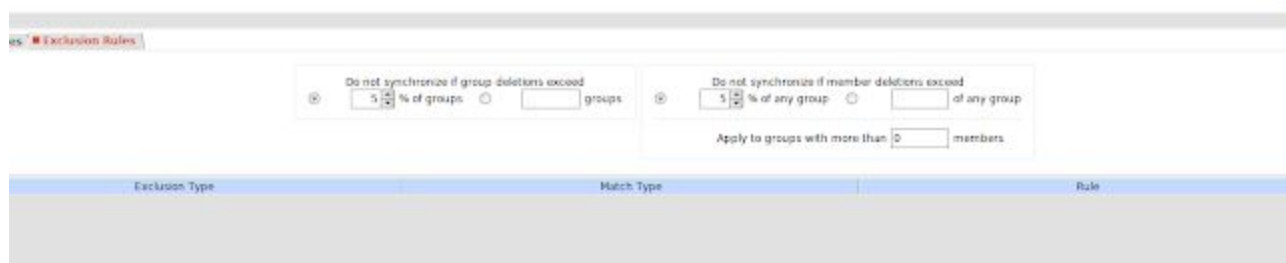 es Exclusion Rules
Do not synchronize if group deletions exceed
5 % of groups groups
Do not synchronize if member deletions exceed
5 % of any group of any group
Apply to groups with more than 0 members
Exclusion Type Match Type Rule